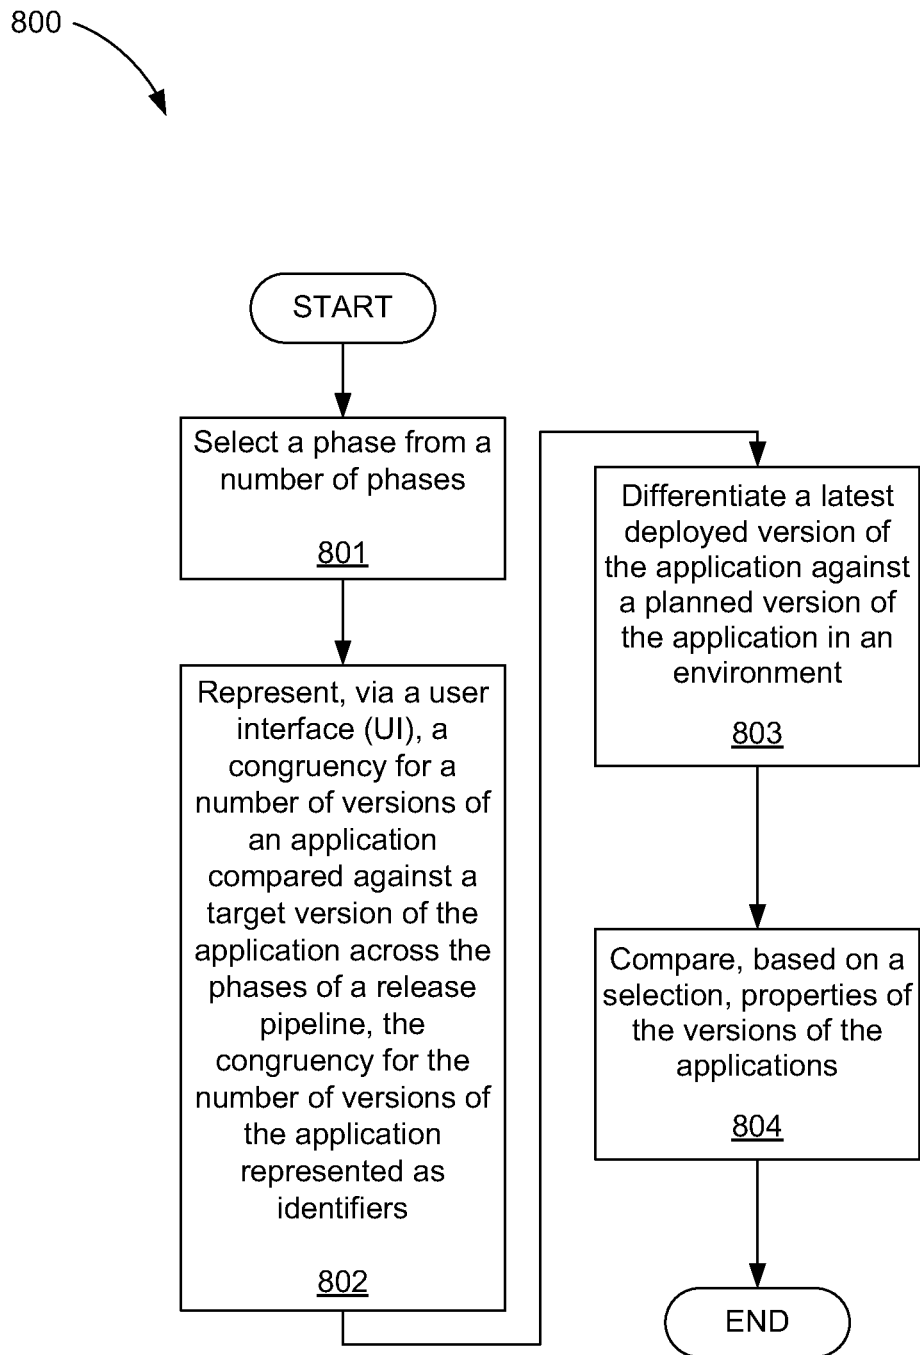 800
START
Select a phase from a
number of phases
801
Represent, via a user
interface (UI), a
congruency for a
number of versions of
an application
compared against a
target version of the
application across the
phases of a release
pipeline, the
congruency for the
number of versions of
the application
represented as
identifiers
802
Differentiate a latest
deployed version of
the application against
a planned version of
the application in an
environment
803
Compare, based on a
selection, properties of
the versions of the
applications
804
END